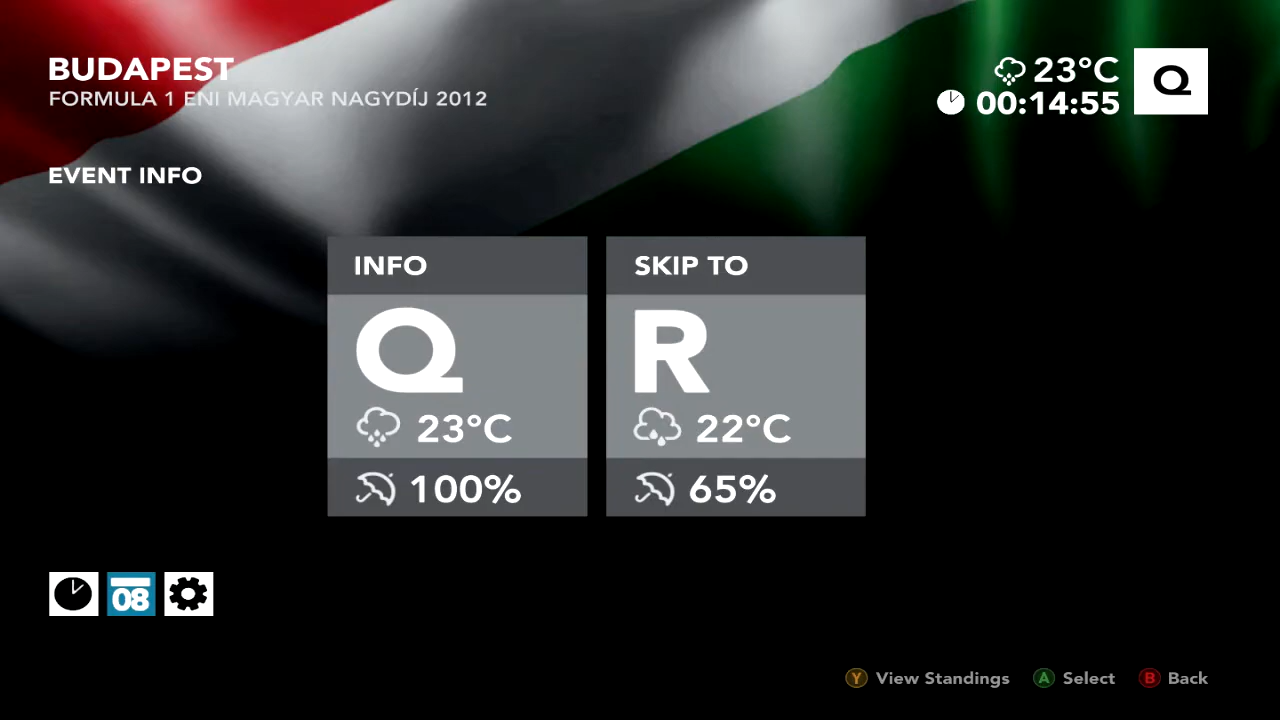 BUDAPEST
FORMULA 1 ENI MAGYAR NAGYDÍJ 2012
23°C
00:14:55
Q
EVENT INFO
INFO
Q
23°C
100%
SKIP TO
R
22°C
65%
08
Y View Standings
A Select
B Back